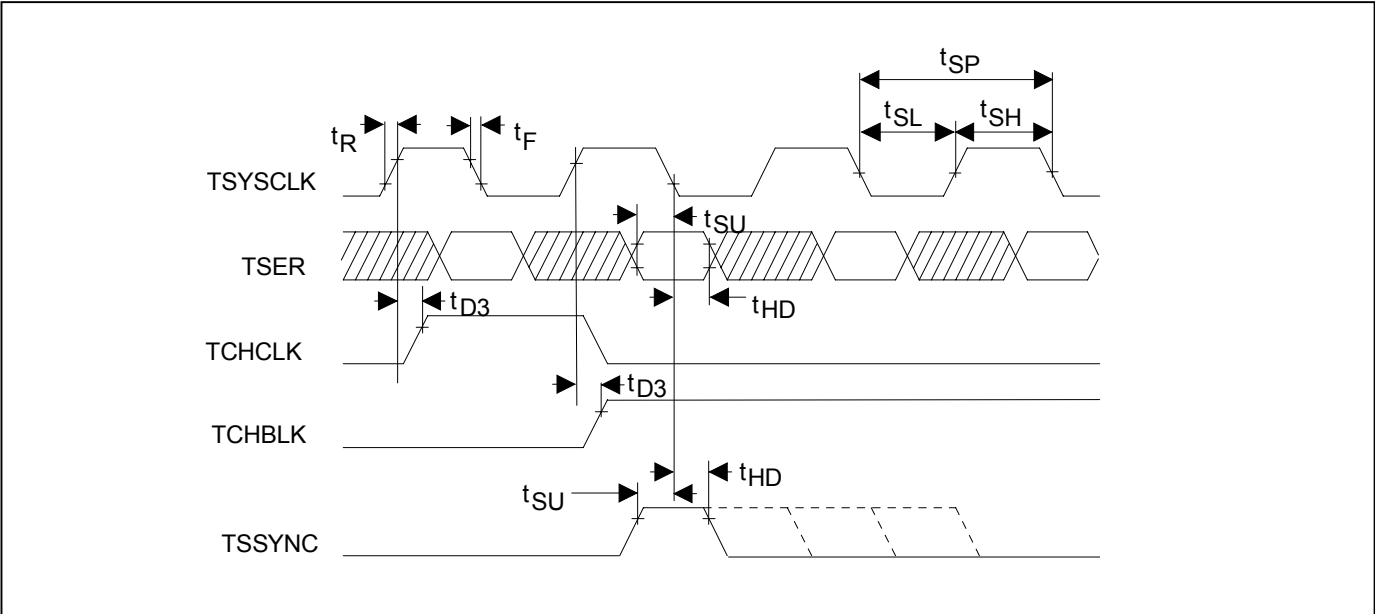 tSP
tSL
tSH
tR
tF
TSYSCLK
tSU
TSER
tD3
tHD
TCHCLK
tD3
TCHBLK
tHD
tSU
TSSYNC